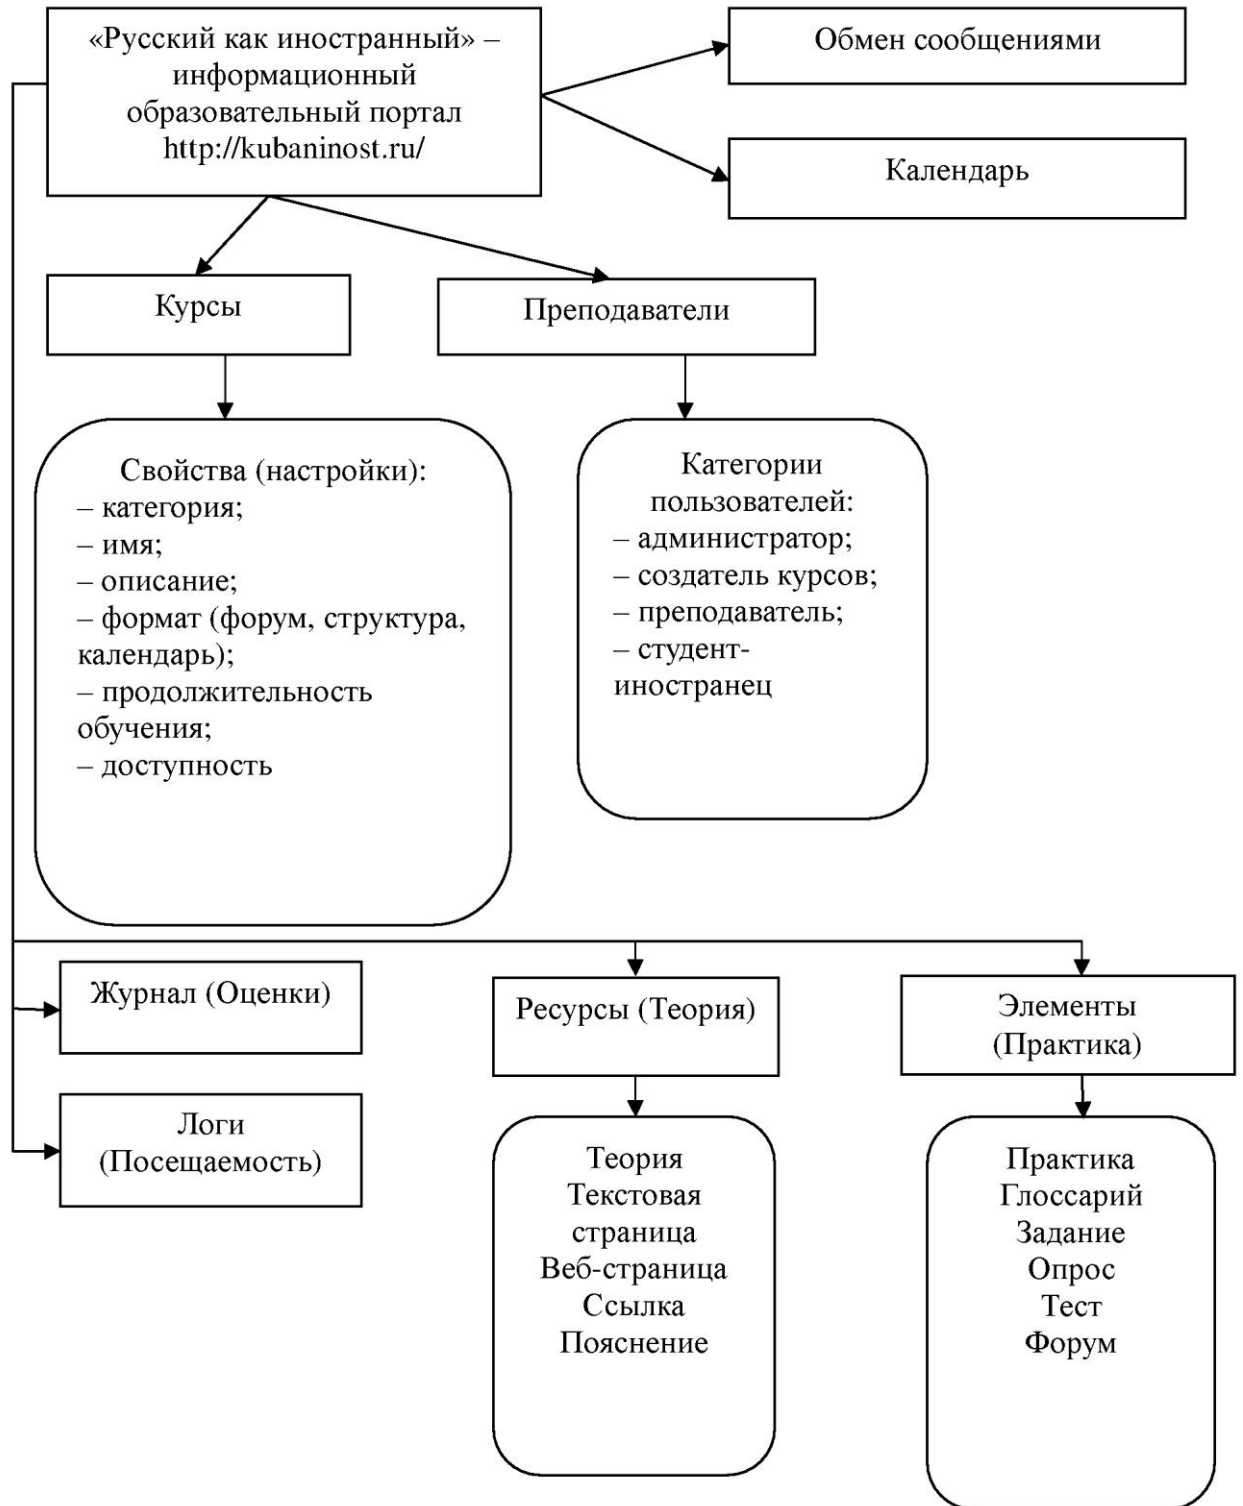 «Русский как иностранный» –
информационный
образовательный портал
http://kubaninost.ru/
Обмен сообщениями
Календарь
Курсы
Преподаватели
Свойства (настройки):
– категория;
– имя;
– описание;
– формат (форум, структура,
календарь);
– продолжительность
обучения;
– доступность
Категории
пользователей:
– администратор;
– создатель курсов;
– преподаватель;
– студент-
иностранец
Журнал (Оценки)
Логи
(Посещаемость)
Ресурсы (Теория)
Элементы
(Практика)
Теория
Текстовая
страница
Веб-страница
Ссылка
Пояснение
Практика
Глоссарий
Задание
Опрос
Тест
Форум